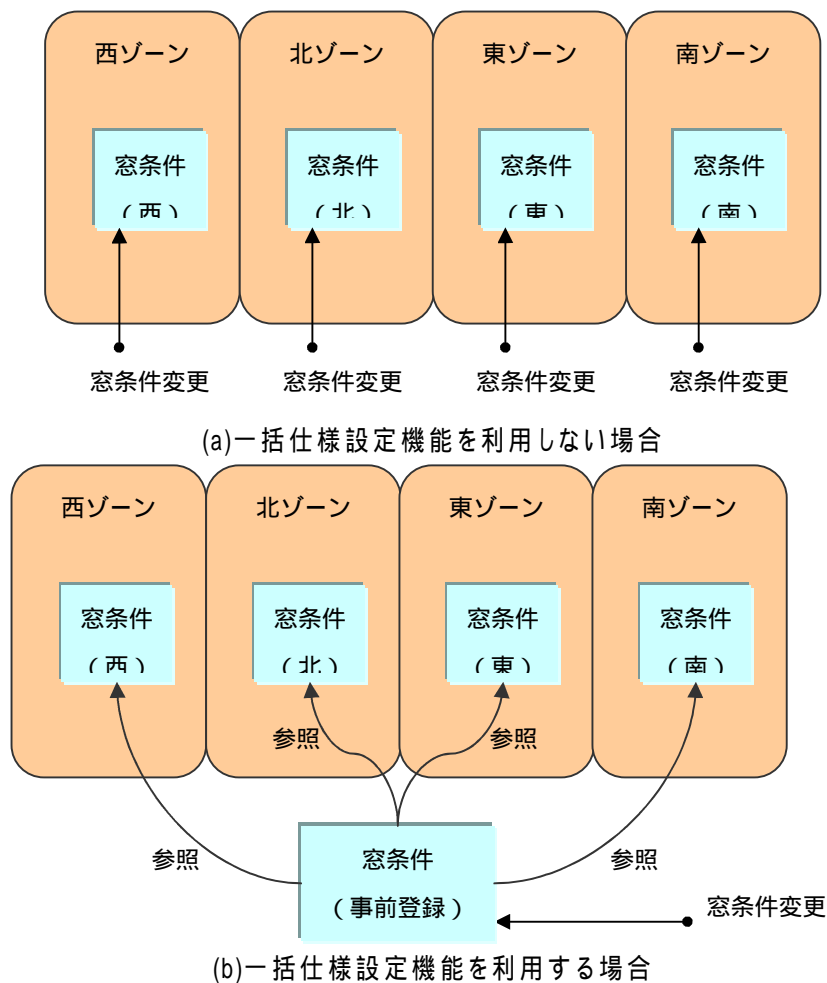 西ゾーン 北ゾーン 東ゾーン 南ゾーン
窓条件 窓条件 窓条件 窓条件
（西） （北） （東） （南）
窓条件変更 窓条件変更 窓条件変更 窓条件変更
(a)一括仕様設定機能を利用しない場合
西ゾーン 北ゾーン 東ゾーン 南ゾーン
窓条件 窓条件 窓条件 窓条件
（西） （北） （東） （南）
参照 参照
参照 参照
窓条件
（事前登録）
窓条件変更
(b)一括仕様設定機能を利用する場合